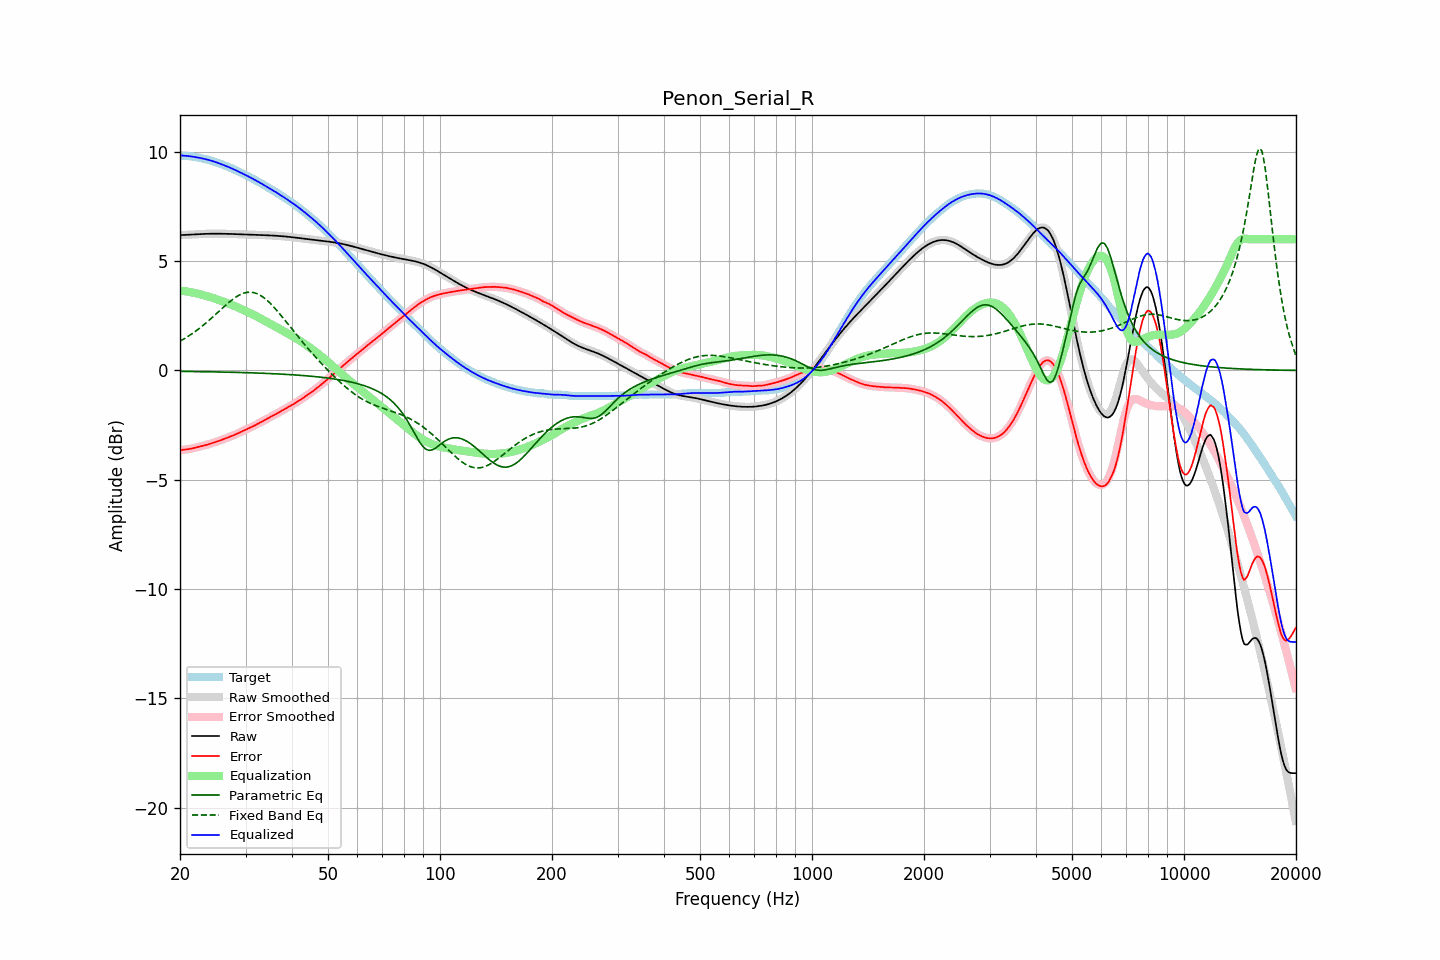 Penon_Serial_R
Amplitude (dBr)
10
5
0
−5
−10
−15
−20
Target
Raw Smoothed
Error Smoothed
Raw
Error
Equalization
Parametric Eq
Fixed Band Eq
Equalized
20 50 100 200 500 1000 2000 5000 10000 20000
Frequency (Hz)